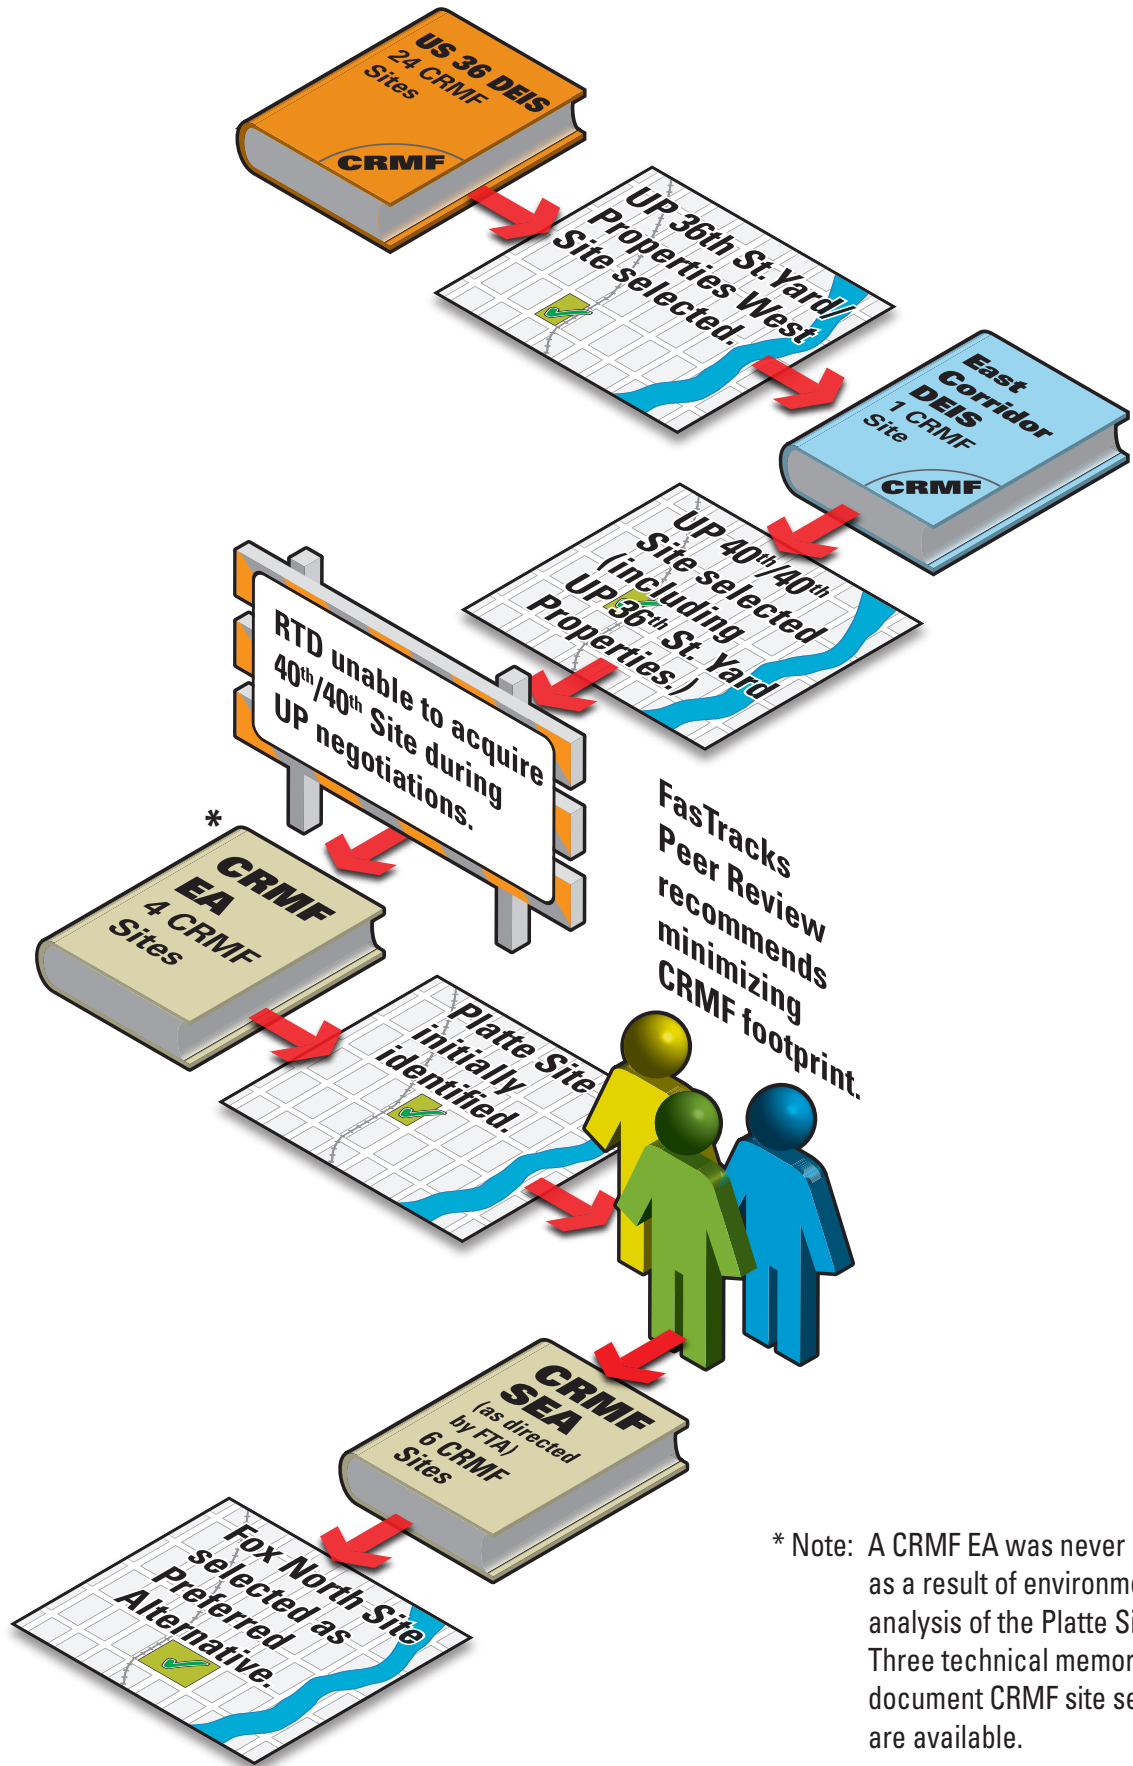 US 36 DEIS
24 CRMF
Sites
CRMF
UP 36th St. Yard/
Properties West
Site selected.
East
Corridor
DEIS
1 CRMF
Site
CRMF
UP 40th/40th
Site selected
(including
UP 36th St. Yard
Properties.)
RTD unable to acquire
40th/40th Site during
UP negotiations.
*
CRMF
EA
4 CRMF
Sites
Platte Site
initially
identified.
FasTracks
Peer Review
recommends
minimizing
CRMF footprint.
CRMF
SEA
(as directed
by FTA)
6 CRMF
Sites
Fox North Site
selected as
Preferred
Alternative.
* Note: A CRMF EA was never
as a result of
analysis of the Platte
Three technical
document CRMF site
are available.